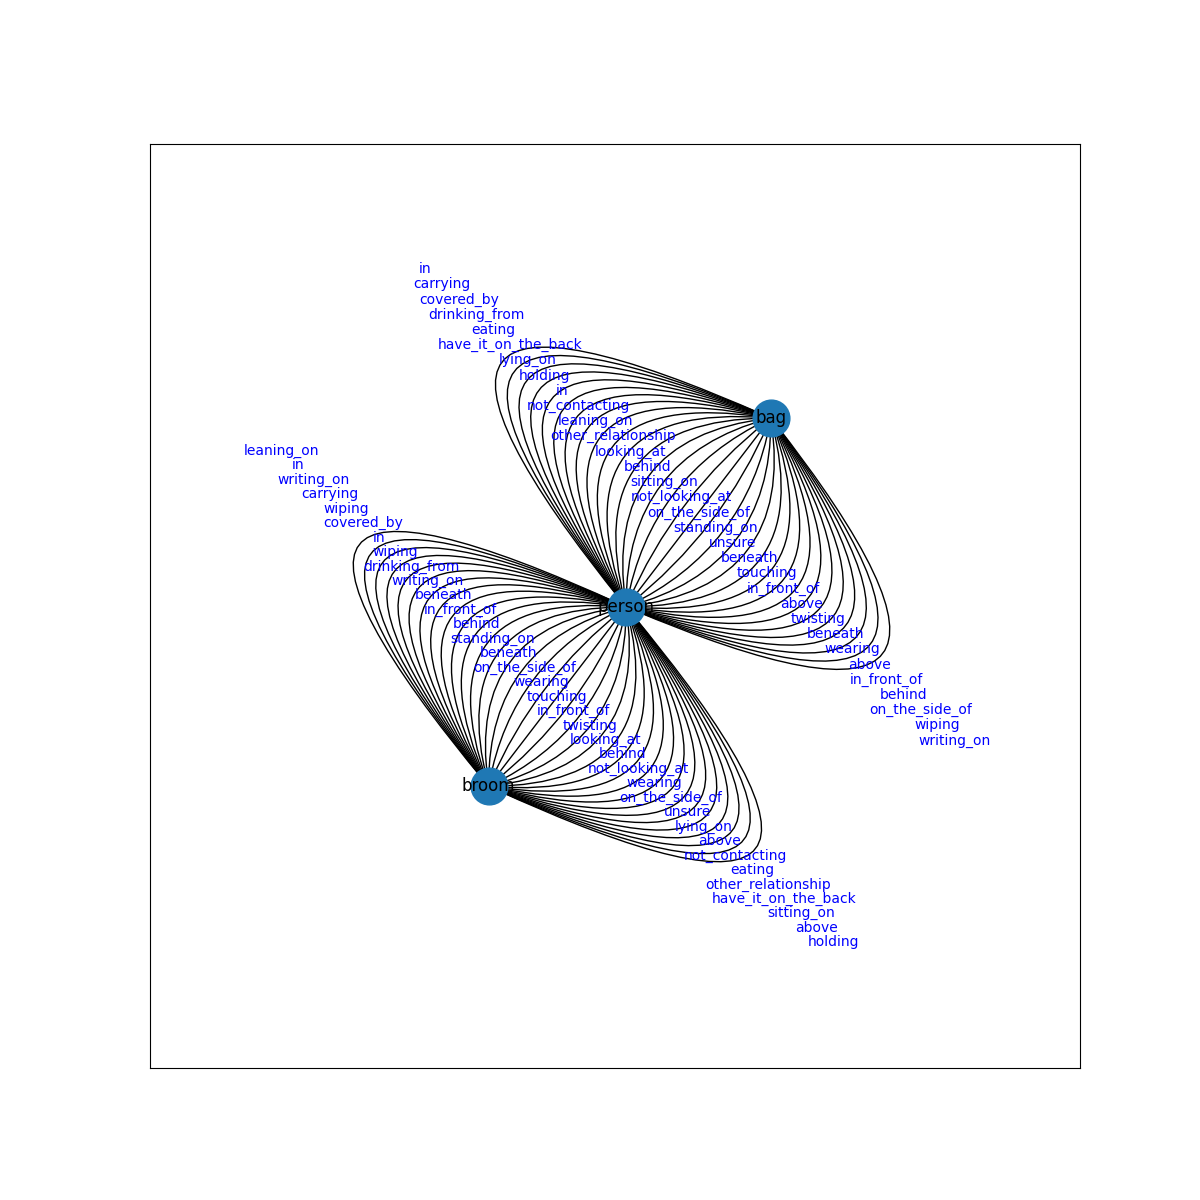 in
carrying
covered_by
drinking_from
eating
have_it_on_the_back
lying_on
holding
in
not_contacting
leaning_on
other_relationship
looking_at
behind
sitting_on
not_looking_at
on_the_side_of
standing_on
unsure
beneath
touching
in_front_of
above
twisting
beneath
wearing
above
in_front_of
behind
on_the_side_of
wiping
writing_on
bag
person
leaning_on
in
writing_on
carrying
wiping
covered_by
in
wiping
drinking_from
writing_on
beneath
in_front_of
behind
standing_on
beneath
on_the_side_of
wearing
touching
in_front_of
twisting
looking_at
behind
not_looking_at
wearing
on_the_side_of
unsure
lying_on
above
not_contacting
eating
other_relationship
have_it_on_the_back
sitting_on
above
holding
broom